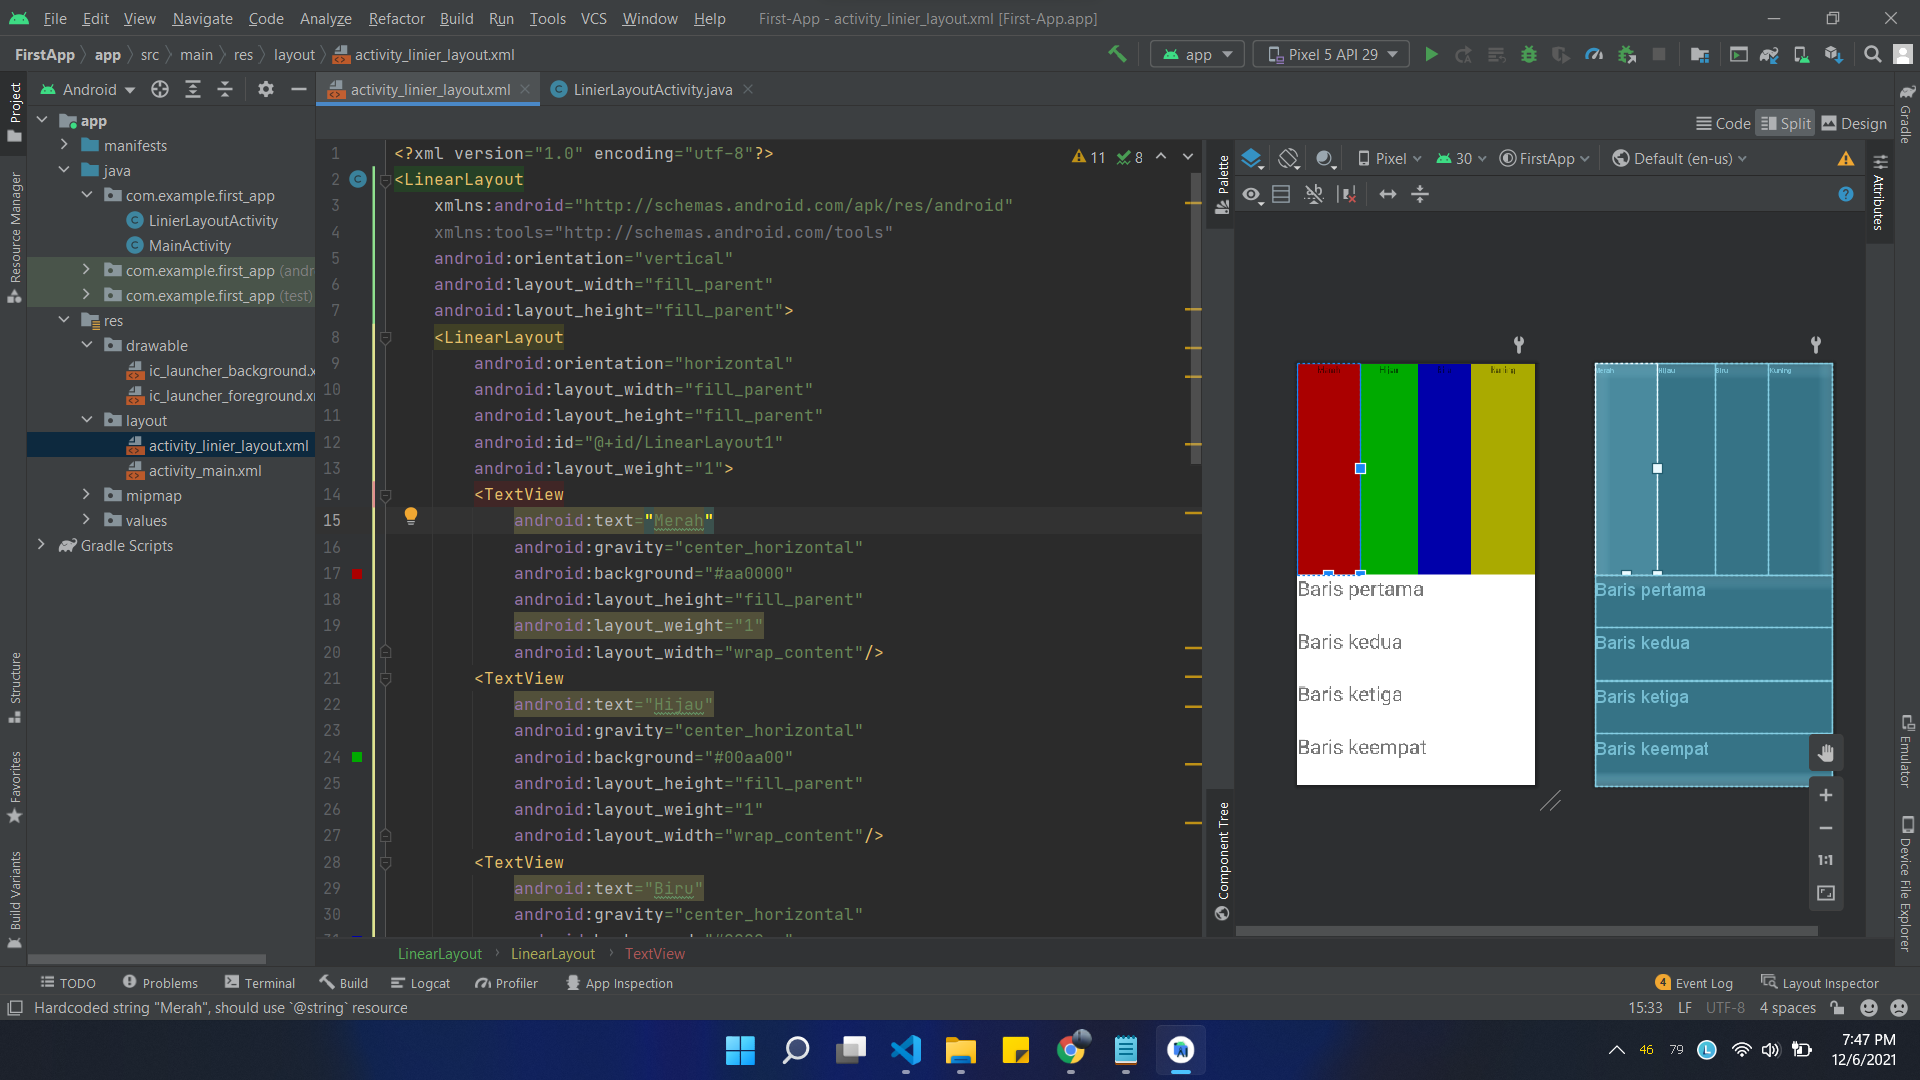 File Edit View Navigate Code Analyze Refactor Build Run Tools VCS Window Help First-App - activity_linier_layout.xml [First-App.app]
FirstApp app src main res layout activity_linier_layout.xml app Pixel 5 API 29
Project
Resource Manager
Structure
Favorites
Build Variants
Android
app
manifests
java
com.example.first_app
LinierLayoutActivity
MainActivity
com.example.first_app (andr
com.example.first_app (test)
res
drawable
ic_launcher_background.x
ic_launcher_foreground.x
layout
activity_linier_layout.xml
activity_main.xml
mipmap
values
Gradle Scripts
activity_linier_layout.xml LinierLayoutActivity.java
Code Split Design
11 8
1 <?xml version="1.0" encoding="utf-8"?>
2 <LinearLayout
3 xmlns:android="http://schemas.android.com/apk/res/android"
4 xmlns:tools="http://schemas.android.com/tools"
5 android:orientation="vertical"
6 android:layout_width="fill_parent"
7 android:layout_height="fill_parent">
8 <LinearLayout
9 android:orientation="horizontal"
10 android:layout_width="fill_parent"
11 android:layout_height="fill_parent"
12 android:id="@+id/LinearLayout1"
13 android:layout_weight="1">
14 <TextView
15 android:text="Merah"
16 android:gravity="center_horizontal"
17 android:background="#aa0000"
18 android:layout_height="fill_parent"
19 android:layout_weight="1"
20 android:layout_width="wrap_content"/>
21 <TextView
22 android:text="Hijau"
23 android:gravity="center_horizontal"
24 android:background="#00aa00"
25 android:layout_height="fill_parent"
26 android:layout_weight="1"
27 android:layout_width="wrap_content"/>
28 <TextView
29 android:text="Biru"
30 android:gravity="center_horizontal"
LinearLayout LinearLayout TextView
Palette
Component Tree
Pixel 30 FirstApp Default (en-us)
Merah Hijau Biru Kuning
Baris pertama
Baris kedua
Baris ketiga
Baris keempat
Merah Hijau Biru Kuning
Baris pertama
Baris kedua
Baris ketiga
Baris keempat
1:1
Attributes
Gradle
Emulator
Device File Explorer
TODO Problems Terminal Build Logcat Profiler App Inspection 4 Event Log Layout Inspector
Hardcoded string "Merah", should use `@string` resource 15:33 LF UTF-8 4 spaces
46 79 L 7:47 PM
12/6/2021